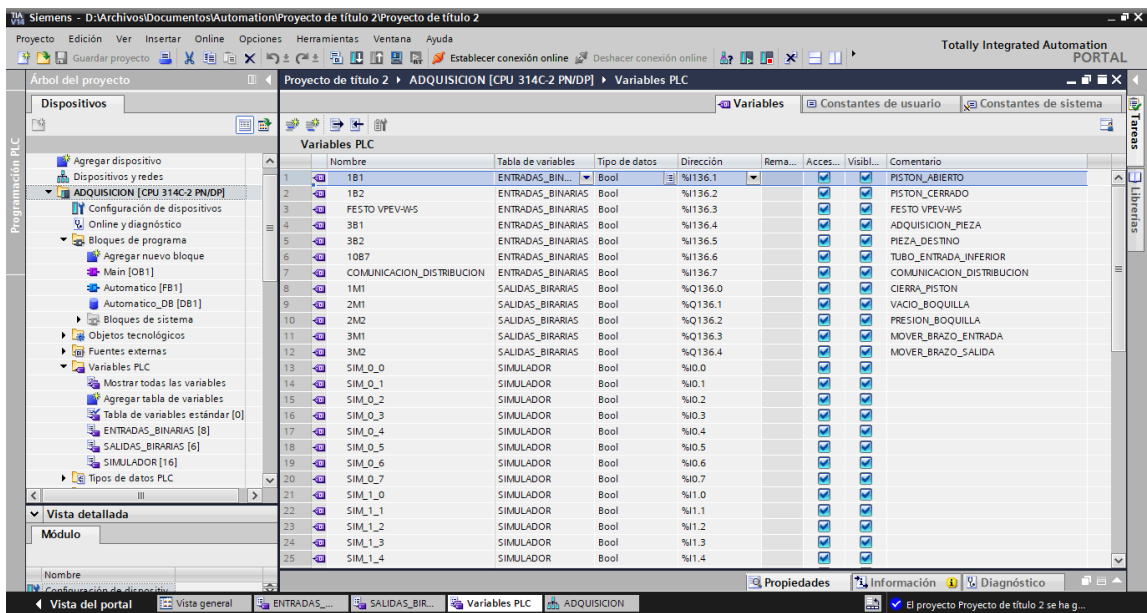 TIA V14 Siemens - D:\Archivos\Documentos\Automation\Proyecto de título 2\Proyecto de título 2
Proyecto Edición Ver Insertar Online Opciones Herramientas Ventana Ayuda
Totally Integrated Automation
PORTAL
Guardar proyecto Establecer conexión online Deshacer conexión online
Árbol del proyecto
Proyecto de título 2 ADQUISICION [CPU 314C-2 PN/DP] Variables PLC
Dispositivos
Variables Constantes de usuario Constantes de sistema
Variables PLC
Nombre Tabla de variables Tipo de datos Dirección Rema... Acces... Visibl... Comentario
1 1B1 ENTRADAS_BIN... Bool %I136.1 PISTON_ABIERTO
2 1B2 ENTRADAS_BINARIAS Bool %I136.2 PISTON_CERRADO
3 FESTO VPEV-W-S ENTRADAS_BINARIAS Bool %I136.3 FESTO VPEV-W-S
4 3B1 ENTRADAS_BINARIAS Bool %I136.4 ADQUISICION_PIEZA
5 3B2 ENTRADAS_BINARIAS Bool %I136.5 PIEZA_DESTINO
6 10B7 ENTRADAS_BINARIAS Bool %I136.6 TUBO_ENTRADA_INFERIOR
7 COMUNICACION_DISTRIBUCION ENTRADAS_BINARIAS Bool %I136.7 COMUNICACION_DISTRIBUCION
8 1M1 SALIDAS_BIRARIAS Bool %Q136.0 CIERRA_PISTON
9 2M1 SALIDAS_BIRARIAS Bool %Q136.1 VACIO_BOQUILLA
10 2M2 SALIDAS_BIRARIAS Bool %Q136.2 PRESION_BOQUILLA
11 3M1 SALIDAS_BIRARIAS Bool %Q136.3 MOVER_BRAZO_ENTRADA
12 3M2 SALIDAS_BIRARIAS Bool %Q136.4 MOVER_BRAZO_SALIDA
13 SIM_0_0 SIMULADOR Bool %I0.0
14 SIM_0_1 SIMULADOR Bool %I0.1
15 SIM_0_2 SIMULADOR Bool %I0.2
16 SIM_0_3 SIMULADOR Bool %I0.3
17 SIM_0_4 SIMULADOR Bool %I0.4
18 SIM_0_5 SIMULADOR Bool %I0.5
19 SIM_0_6 SIMULADOR Bool %I0.6
20 SIM_0_7 SIMULADOR Bool %I0.7
21 SIM_1_0 SIMULADOR Bool %I1.0
22 SIM_1_1 SIMULADOR Bool %I1.1
23 SIM_1_2 SIMULADOR Bool %I1.2
24 SIM_1_3 SIMULADOR Bool %I1.3
25 SIM_1_4 SIMULADOR Bool %I1.4
Agregar dispositivo
Dispositivos y redes
ADQUISICION [CPU 314C-2 PN/DP]
Configuración de dispositivos
Online y diagnóstico
Bloques de programa
Agregar nuevo bloque
Main [OB1]
Automatico [FB1]
Automatico_DB [DB1]
Bloques de sistema
Objetos tecnológicos
Fuentes externas
Variables PLC
Mostrar todas las variables
Agregar tabla de variables
Tabla de variables estándar [0]
ENTRADAS_BINARIAS [8]
SALIDAS_BIRARIAS [6]
SIMULADOR [16]
Tipos de datos PLC
Vista detallada
Módulo
Nombre
Configuración de dispositiv...
Programación PLC
Tareas
Librerías
Propiedades Información Diagnóstico
Vista del portal Vista general ENTRADAS_... SALIDAS_BIR... Variables PLC ADQUISICION El proyecto Proyecto de título 2 se ha g...